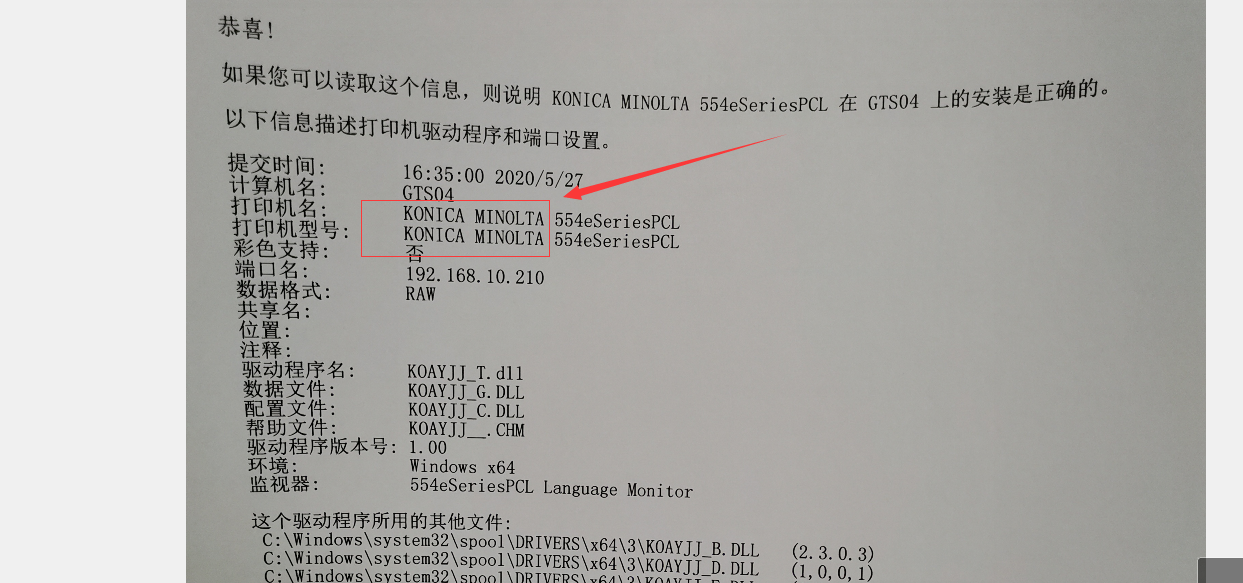 恭喜!
如果您可以读取这个信息，则说明 KONICA MINOLTA 554eSeriesPCL 在 GTS04 上的安装是正确的。
以下信息描述打印机驱动程序和端口设置。
提交时间: 16:35:00 2020/5/27
计算机名: GTS04
打印机名: KONICA MINOLTA 554eSeriesPCL
打印机型号: KONICA MINOLTA 554eSeriesPCL
彩色支持: 否
端口名: 192.168.10.210
数据格式: RAW
共享名:
位置:
注释:
驱动程序名: KOAYJJ_T.dll
数据文件: KOAYJJ_G.DLL
配置文件: KOAYJJ_C.DLL
帮助文件: KOAYJJ__.CHM
驱动程序版本号: 1.00
环境: Windows x64
监视器: 554eSeriesPCL Language Monitor
这个驱动程序所用的其他文件:
C:\Windows\system32\spool\DRIVERS\x64\3\KOAYJJ_B.DLL (2.3.0.3)
C:\Windows\system32\spool\DRIVERS\x64\3\KOAYJJ_D.DLL (1,0,0,1)